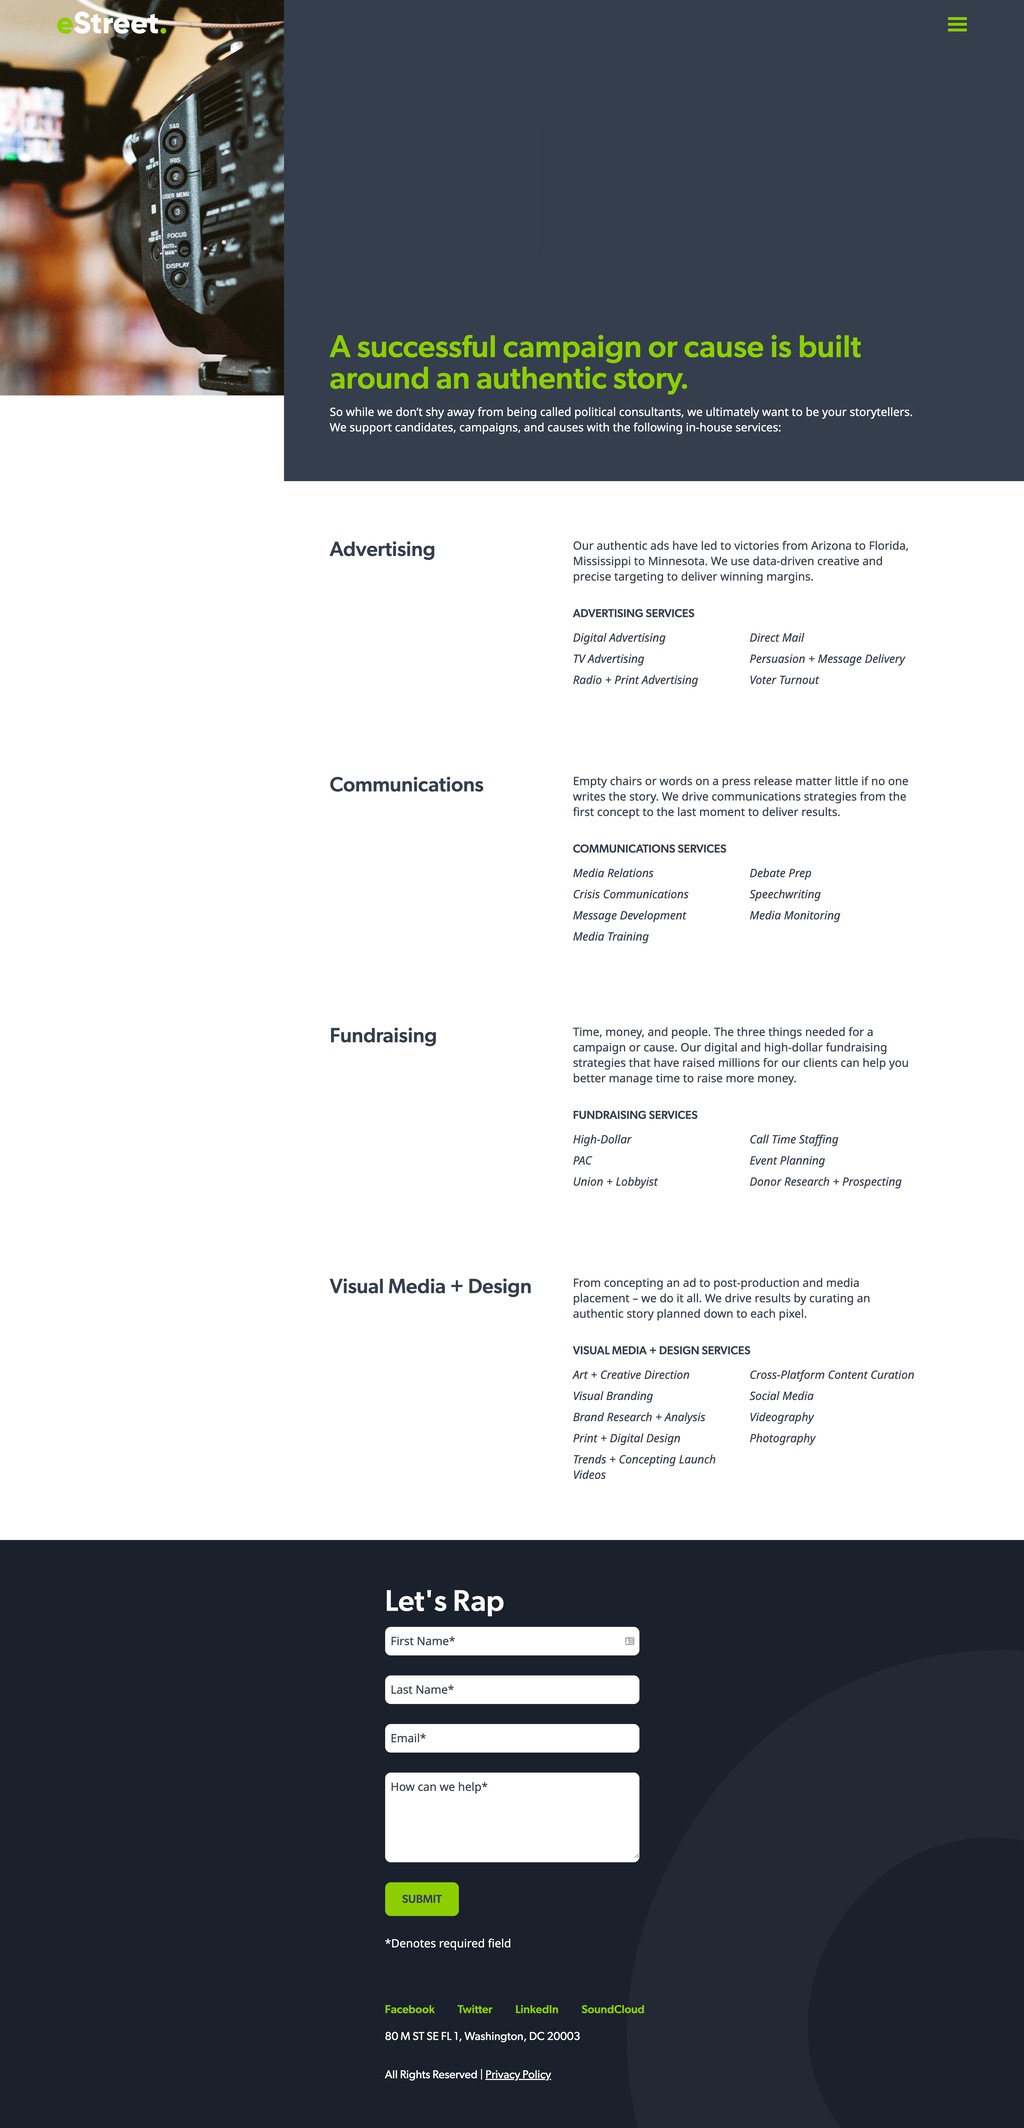 eStreet.
S&Q
1
IRIS
2
USER MENU
3
FOCUS
AUTO
MAN
DISPLAY
A successful campaign or cause is built
around an authentic story.
So while we don’t shy away from being called political consultants, we ultimately want to be your storytellers.
We support candidates, campaigns, and causes with the following in-house services:
Advertising
Our authentic ads have led to victories from Arizona to Florida,
Mississippi to Minnesota. We use data-driven creative and
precise targeting to deliver winning margins.
ADVERTISING SERVICES
Digital Advertising
TV Advertising
Radio + Print Advertising
Direct Mail
Persuasion + Message Delivery
Voter Turnout
Communications
Empty chairs or words on a press release matter little if no one
writes the story. We drive communications strategies from the
first concept to the last moment to deliver results.
COMMUNICATIONS SERVICES
Media Relations
Crisis Communications
Message Development
Media Training
Debate Prep
Speechwriting
Media Monitoring
Fundraising
Time, money, and people. The three things needed for a
campaign or cause. Our digital and high-dollar fundraising
strategies that have raised millions for our clients can help you
better manage time to raise more money.
FUNDRAISING SERVICES
High-Dollar
PAC
Union + Lobbyist
Call Time Staffing
Event Planning
Donor Research + Prospecting
Visual Media + Design
From concepting an ad to post-production and media
placement – we do it all. We drive results by curating an
authentic story planned down to each pixel.
VISUAL MEDIA + DESIGN SERVICES
Art + Creative Direction
Visual Branding
Brand Research + Analysis
Print + Digital Design
Trends + Concepting Launch
Videos
Cross-Platform Content Curation
Social Media
Videography
Photography
Let's Rap
First Name*
Last Name*
Email*
How can we help*
SUBMIT
*Denotes required field
Facebook Twitter LinkedIn SoundCloud
80 M ST SE FL 1, Washington, DC 20003
All Rights Reserved | Privacy Policy